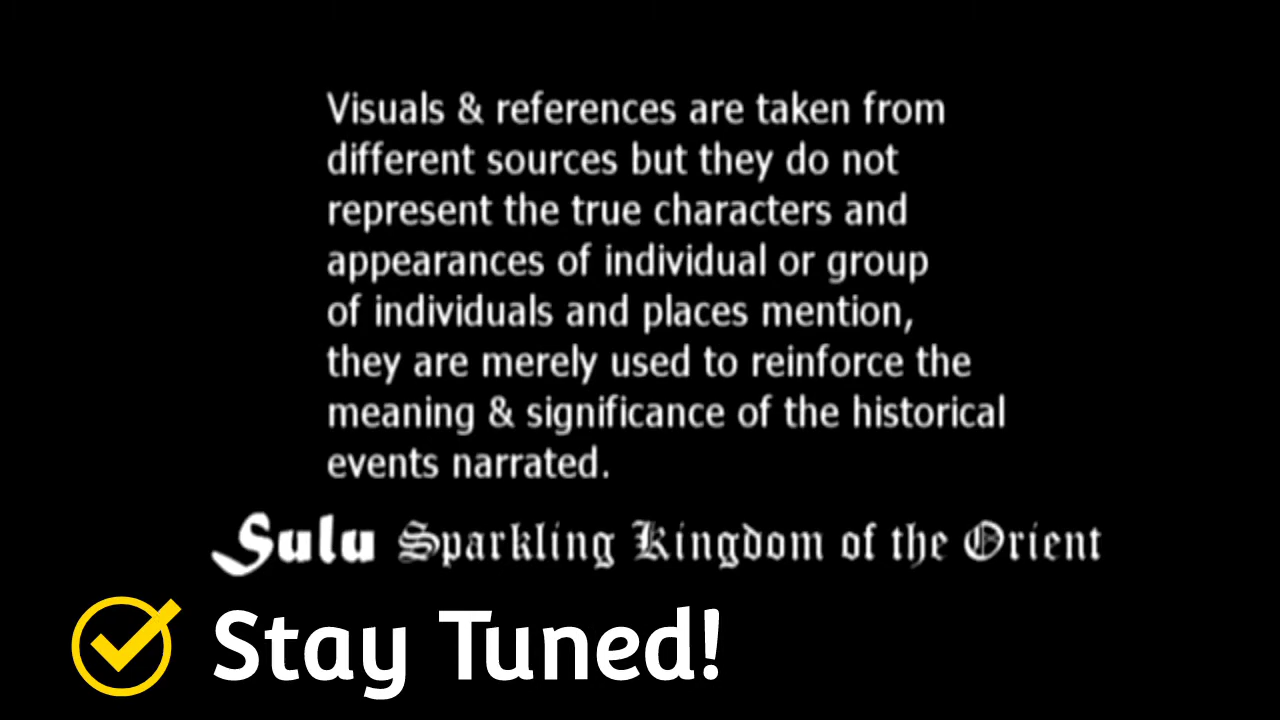 Visuals & references are taken from
different sources but they do not
represent the true characters and
appearances of individual or group
of individuals and places mention,
they are merely used to reinforce the
meaning & significance of the historical
events narrated.
Sulu Sparkling Kingdom of the Orient
Stay Tuned!